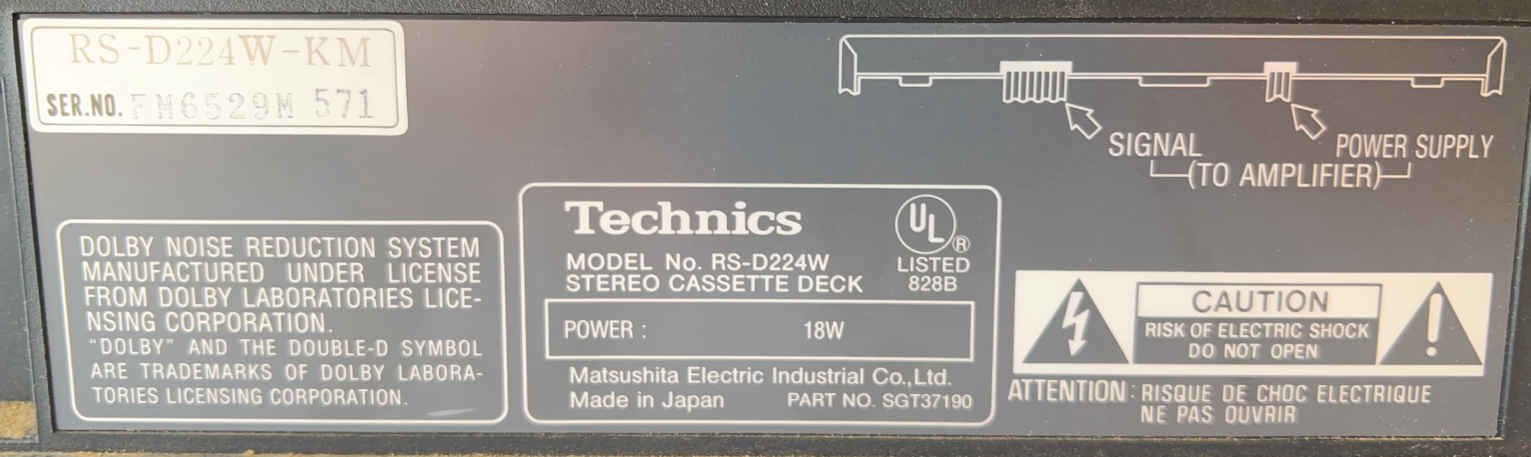 RS-D224W-KM
SER.NO. FM6529M 571
SIGNAL
POWER SUPPLY
(TO AMPLIFIER)
DOLBY NOISE REDUCTION SYSTEM
MANUFACTURED UNDER LICENSE
FROM DOLBY LABORATORIES LICE-
NSING CORPORATION.
"DOLBY" AND THE DOUBLE-D SYMBOL
ARE TRADEMARKS OF DOLBY LABORA-
TORIES LICENSING CORPORATION.
Technics
MODEL No. RS-D224W
STEREO CASSETTE DECK
UL ®
LISTED
828B
POWER : 18W
Matsushita Electric Industrial Co.,Ltd.
Made in Japan PART NO. SGT37190
CAUTION
RISK OF ELECTRIC SHOCK
DO NOT OPEN
ATTENTION : RISQUE DE CHOC ELECTRIQUE
NE PAS OUVRIR